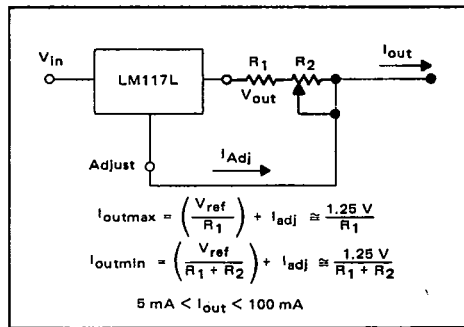 V_in
LM117L
R_1
R_2
I_out
V_out
Adjust
I_Adj
I_outmax = (V_ref / R_1) + I_adj ≅ 1.25 V / R_1
I_outmin = (V_ref / R_1 + R_2) + I_adj ≅ 1.25 V / R_1 + R_2
5 mA < I_out < 100 mA